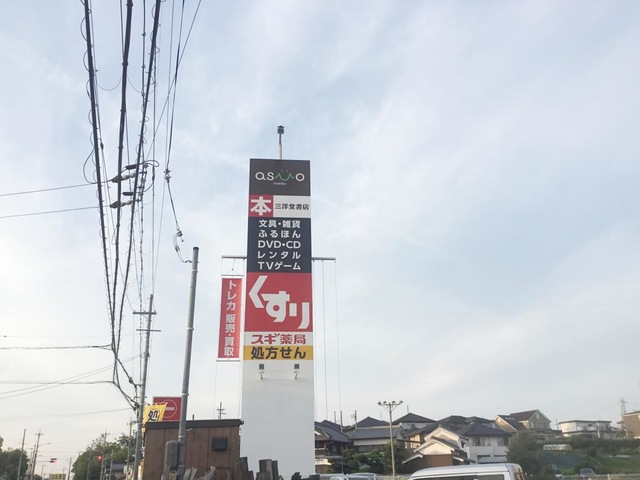 asmo
本 三洋堂書店
文具・雑貨
ふるほん
DVD・CD
レンタル
TVゲーム
くすり
スギ薬局
処方せん
トレカ 販売・買取